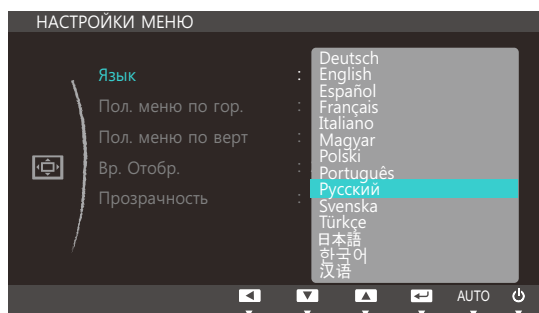 НАСТРОЙКИ МЕНЮ
Язык :
Пол. меню по гор. :
Пол. меню по верт :
Вр. Отобр. :
Прозрачность :
Deutsch
English
Español
Français
Italiano
Magyar
Polski
Português
Русский
Svenska
Türkçe
日本語
한국어
汉语
AUTO